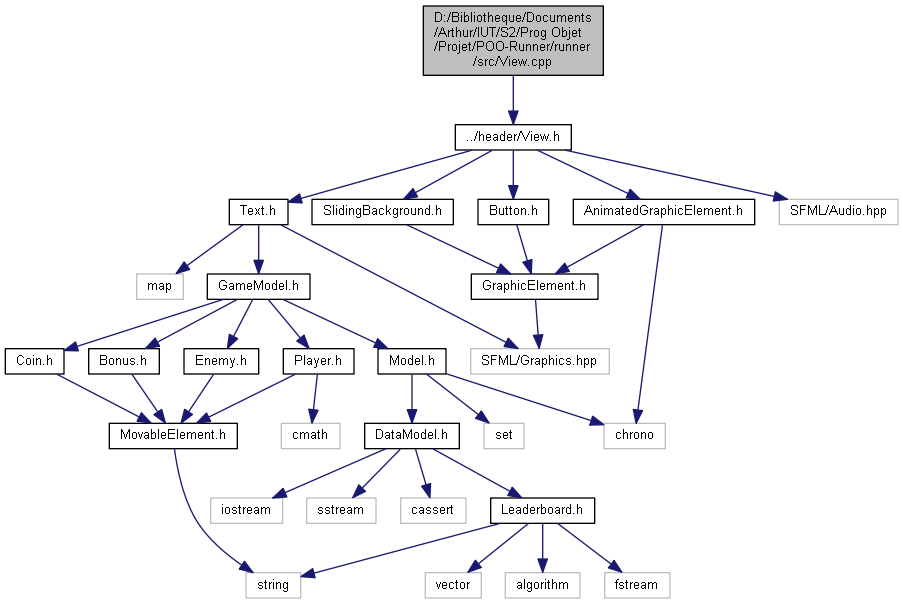 D:/Bibliotheque/Documents
/Arthur/IUT/S2/Prog Objet
/Projet/POO-Runner/runner
/src/View.cpp
../header/View.h
Text.h
SlidingBackground.h
Button.h
AnimatedGraphicElement.h
SFML/Audio.hpp
map
GameModel.h
GraphicElement.h
Coin.h
Bonus.h
Enemy.h
Player.h
Model.h
SFML/Graphics.hpp
MovableElement.h
cmath
DataModel.h
set
chrono
iostream
sstream
cassert
Leaderboard.h
string
vector
algorithm
fstream